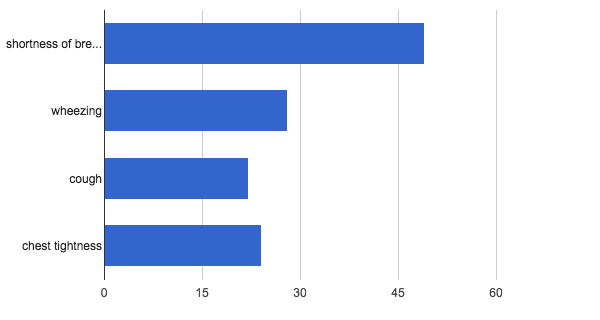 shortness of bre...
wheezing
cough
chest tightness
0 15 30 45 60